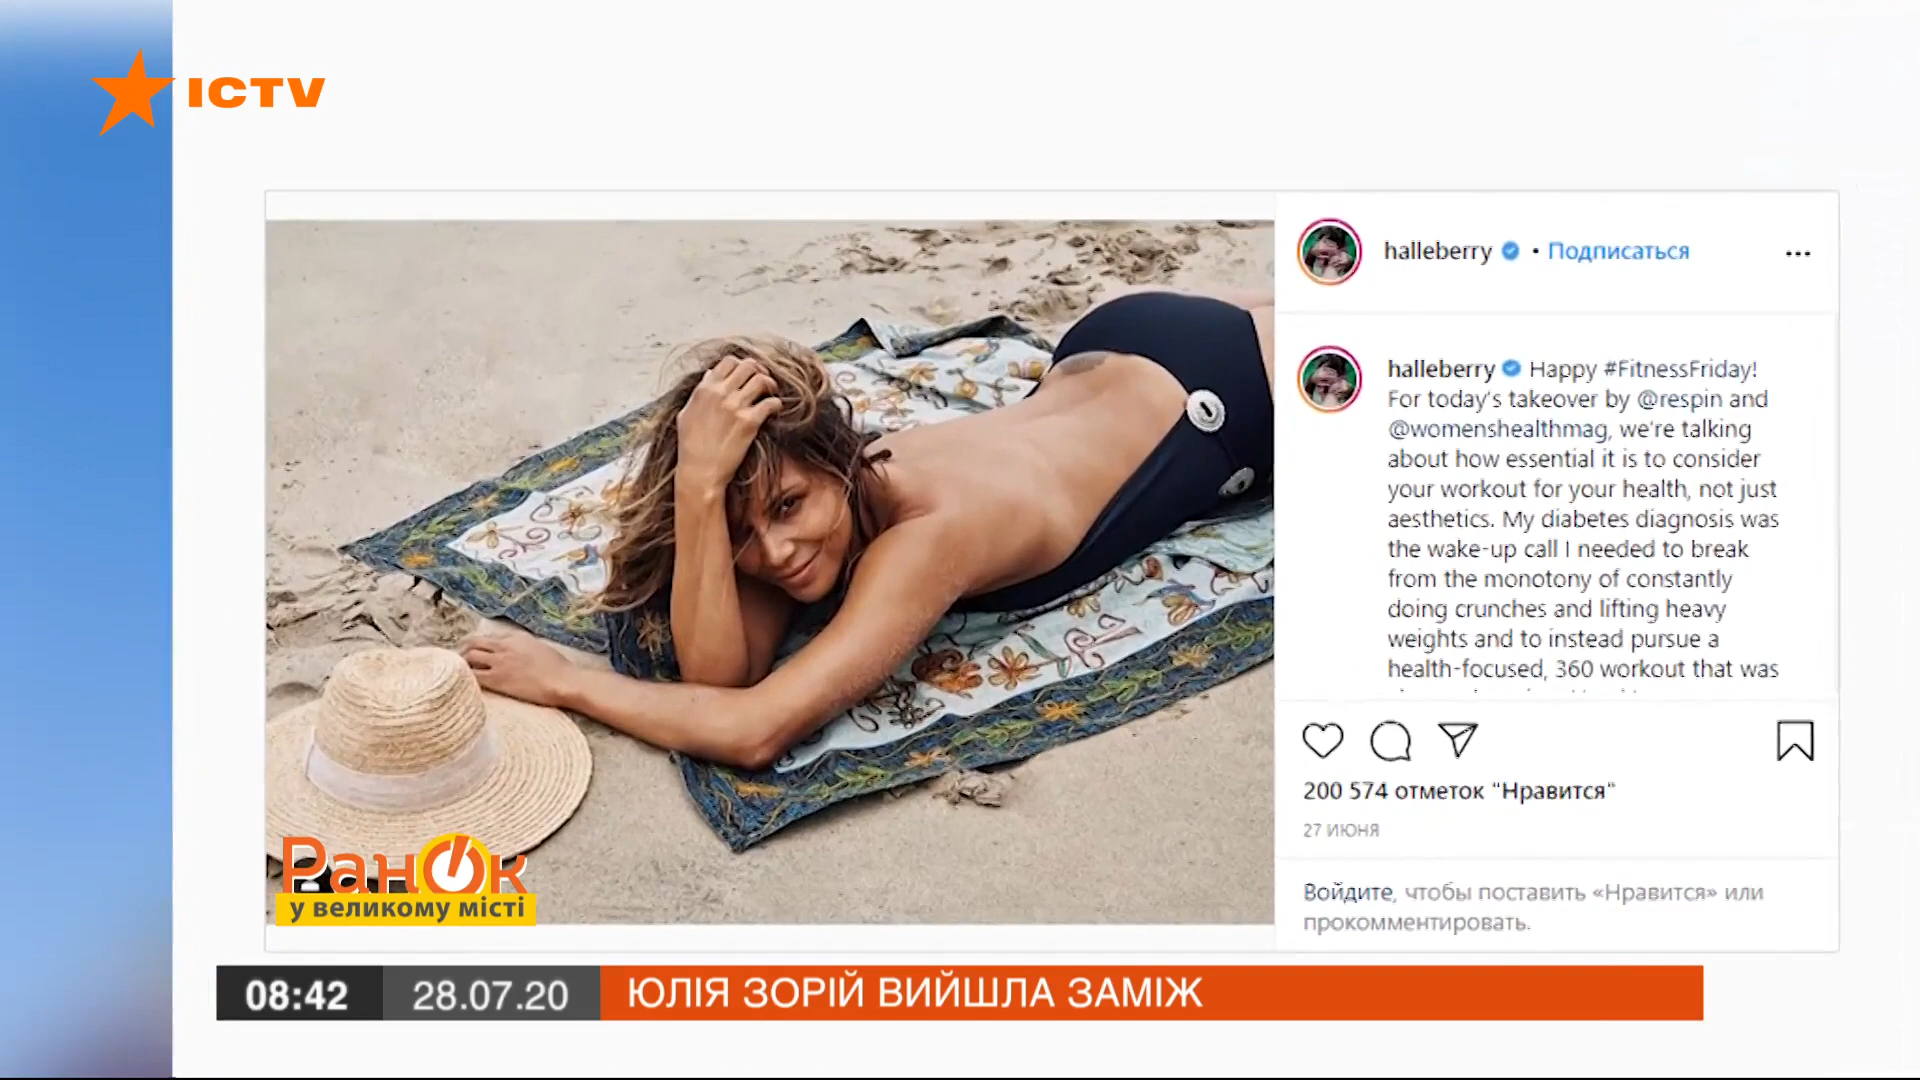 ICTV
halleberry • Подписаться
halleberry Happy #FitnessFriday!
For today's takeover by @respin and
@womenshealthmag, we're talking
about how essential it is to consider
your workout for your health, not just
aesthetics. My diabetes diagnosis was
the wake-up call I needed to break
from the monotony of constantly
doing crunches and lifting heavy
weights and to instead pursue a
health-focused, 360 workout that was
200 574 отметок "Нравится"
27 ИЮНЯ
Войдите, чтобы поставить «Нравится» или
прокомментировать.
Ранок
у великому місті
08:42 28.07.20 ЮЛІЯ ЗОРІЙ ВИЙШЛА ЗАМІЖ